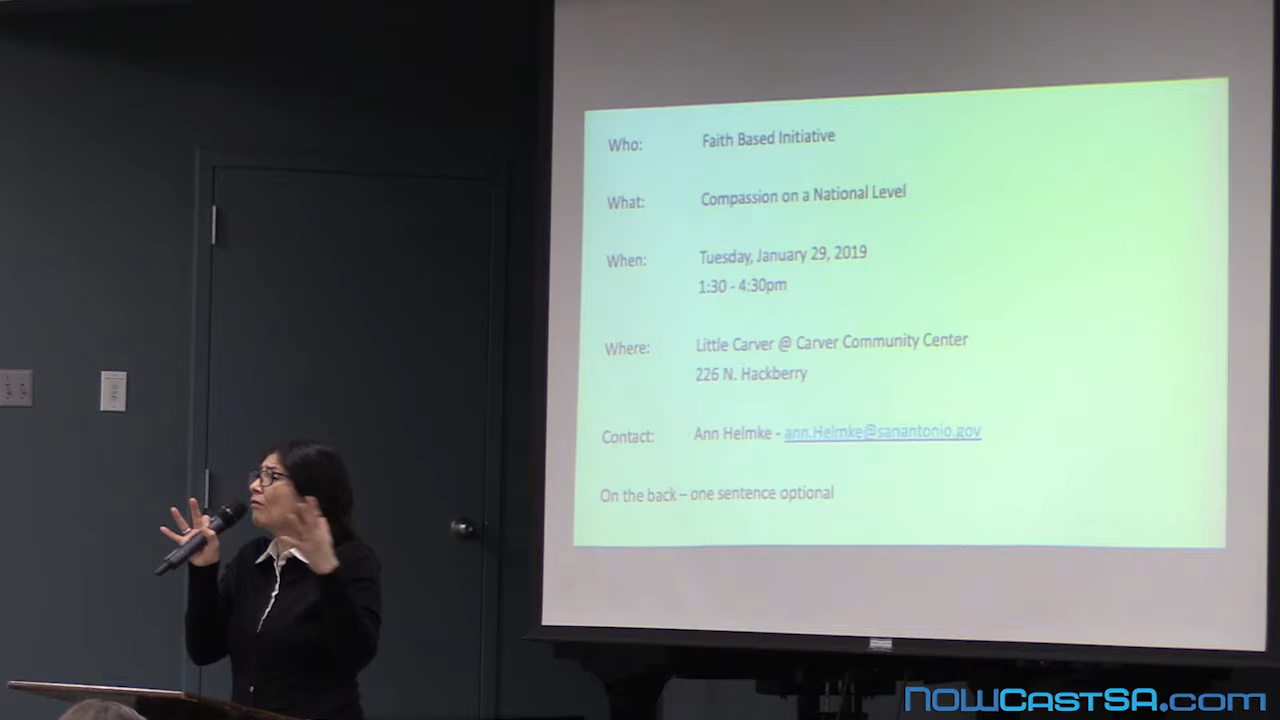 Who: Faith Based Initiative
What: Compassion on a National Level
When: Tuesday, January 29, 2019
1:30 - 4:30pm
Where: Little Carver @ Carver Community Center
226 N. Hackberry
Contact: Ann Helmke - ann.Helmke@sanantonio.gov
On the back – one sentence optional
NOWCASTSA.com